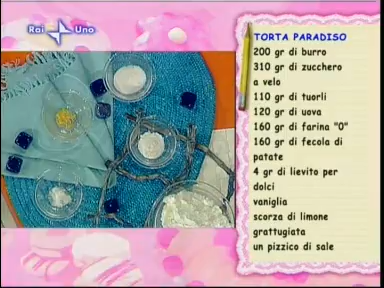 Rai Uno
TORTA PARADISO
200 gr di burro
310 gr di zucchero
a velo
110 gr di tuorli
120 gr di uova
160 gr di farina "0"
160 gr di fecola di
patate
4 gr di lievito per
dolci
vaniglia
scorza di limone
grattugiata
un pizzico di sale